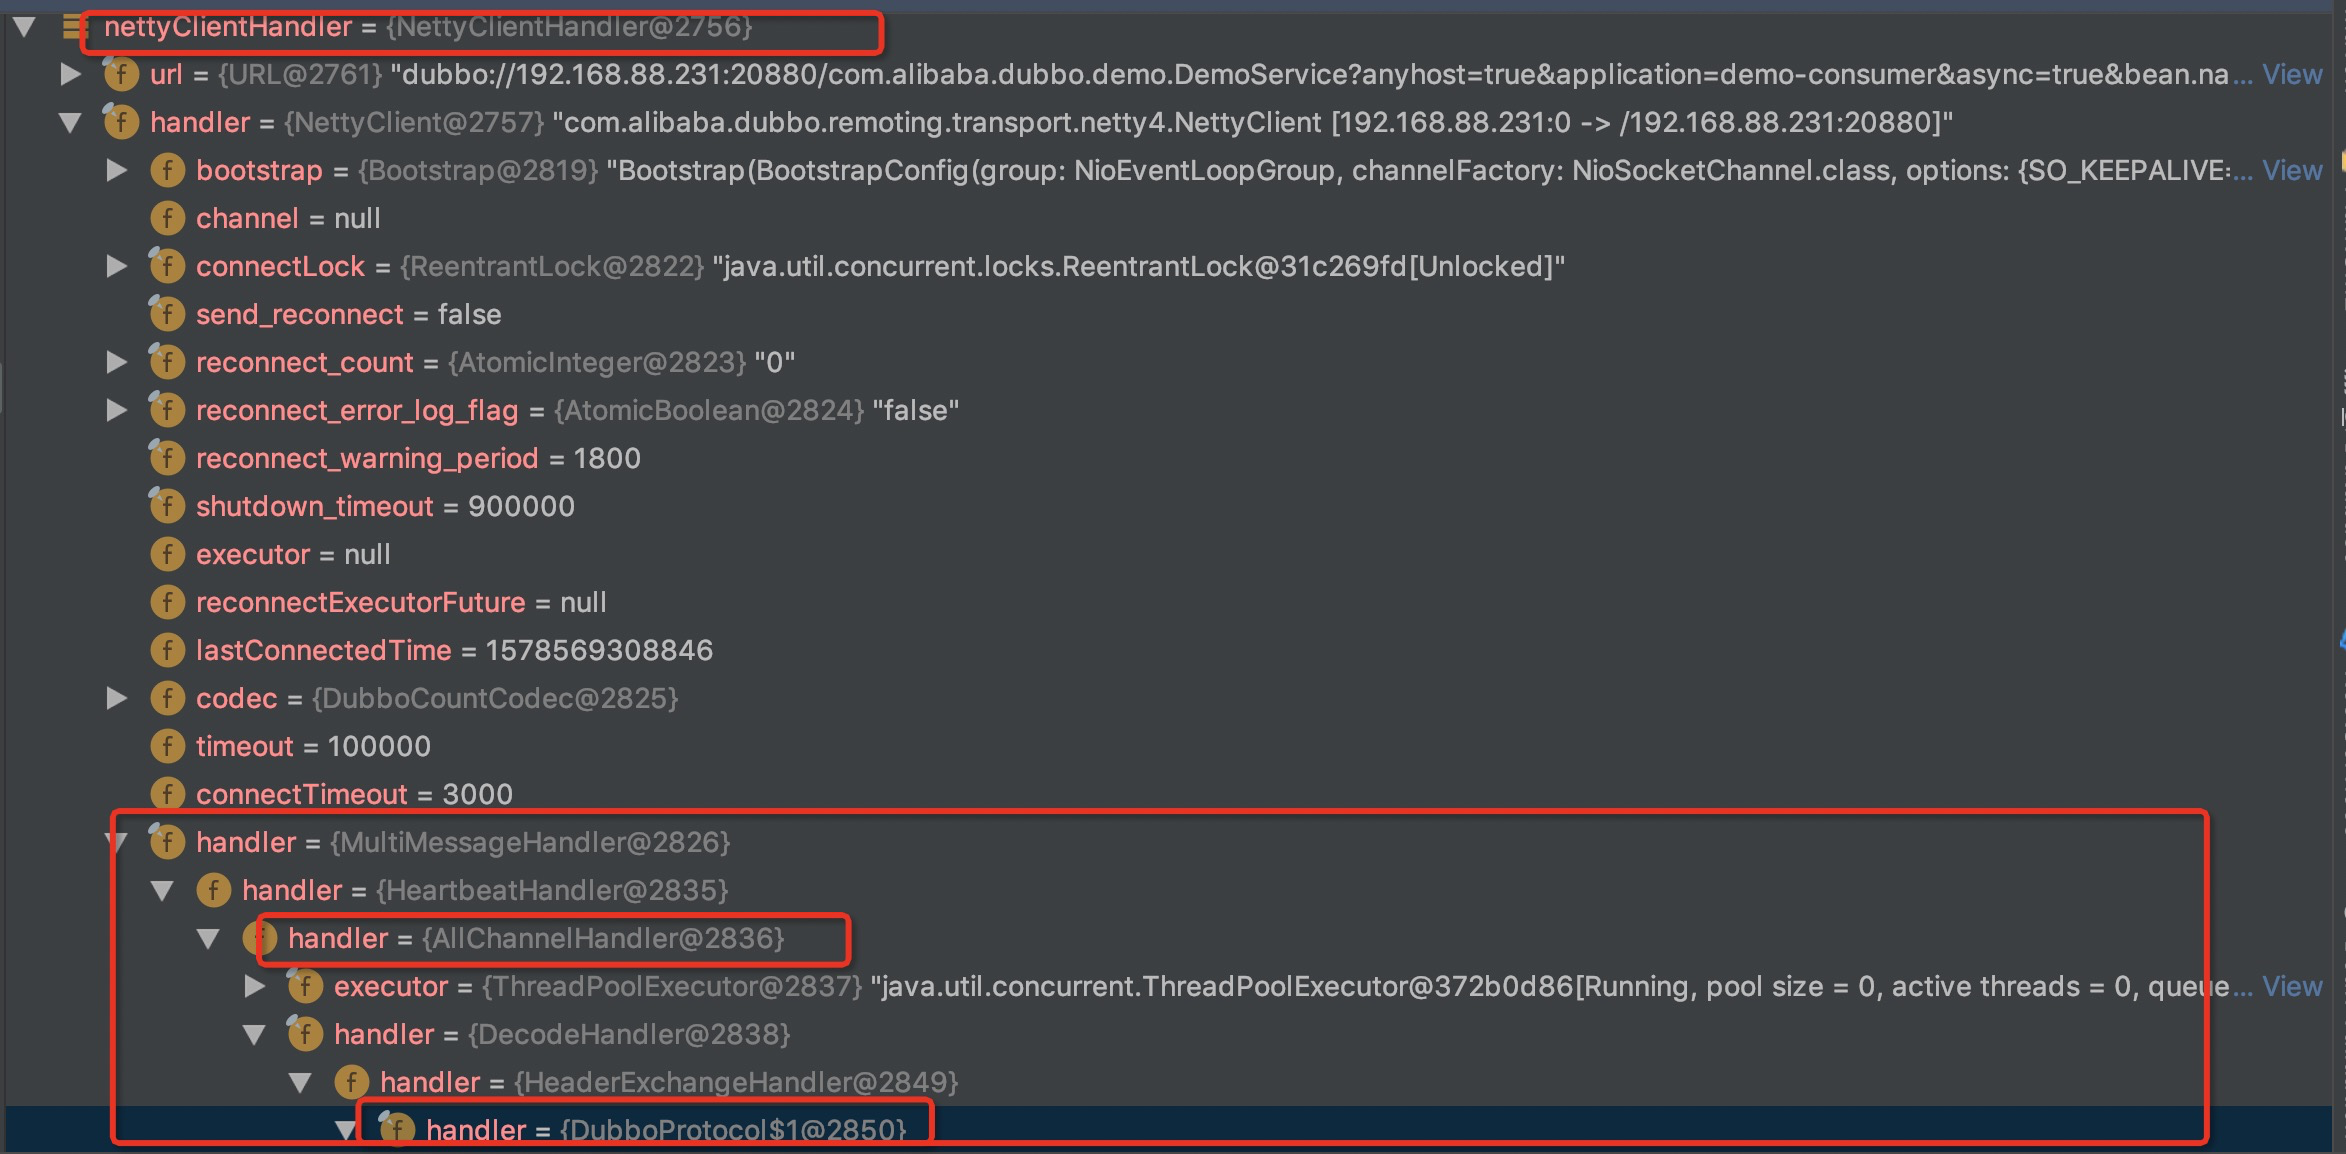 nettyClientHandler = {NettyClientHandler@2756}
f url = {URL@2761} "dubbo://192.168.88.231:20880/com.alibaba.dubbo.demo.DemoService?anyhost=true&application=demo-consumer&async=true&bean.na... View
f handler = {NettyClient@2757} "com.alibaba.dubbo.remoting.transport.netty4.NettyClient [192.168.88.231:0 -> /192.168.88.231:20880]"
f bootstrap = {Bootstrap@2819} "Bootstrap(BootstrapConfig(group: NioEventLoopGroup, channelFactory: NioSocketChannel.class, options: {SO_KEEPALIVE=... View
f channel = null
f connectLock = {ReentrantLock@2822} "java.util.concurrent.locks.ReentrantLock@31c269fd[Unlocked]"
f send_reconnect = false
f reconnect_count = {AtomicInteger@2823} "0"
f reconnect_error_log_flag = {AtomicBoolean@2824} "false"
f reconnect_warning_period = 1800
f shutdown_timeout = 900000
f executor = null
f reconnectExecutorFuture = null
f lastConnectedTime = 1578569308846
f codec = {DubboCountCodec@2825}
f timeout = 100000
f connectTimeout = 3000
f handler = {MultiMessageHandler@2826}
f handler = {HeartbeatHandler@2835}
f handler = {AllChannelHandler@2836}
f executor = {ThreadPoolExecutor@2837} "java.util.concurrent.ThreadPoolExecutor@372b0d86[Running, pool size = 0, active threads = 0, queue... View
f handler = {DecodeHandler@2838}
f handler = {HeaderExchangeHandler@2849}
f handler = {DubboProtocol$1@2850}